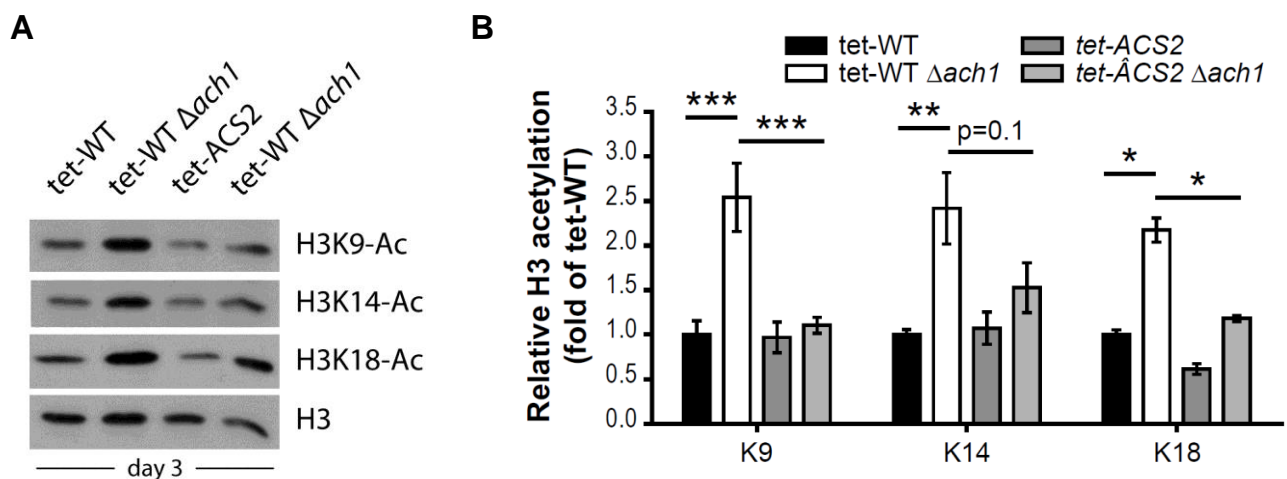 A
tet-WT
tet-WT Δach1
tet-ACS2
tet-WT Δach1
H3K9-Ac
H3K14-Ac
H3K18-Ac
H3
day 3
B
tet-WT
tet-ACS2
tet-WT Δach1
tet-ÂCS2 Δach1
Relative H3 acetylation
(fold of tet-WT)
3.5
3.0
2.5
2.0
1.5
1.0
0.5
0.0
***
***
**
p=0.1
*
*
K9
K14
K18